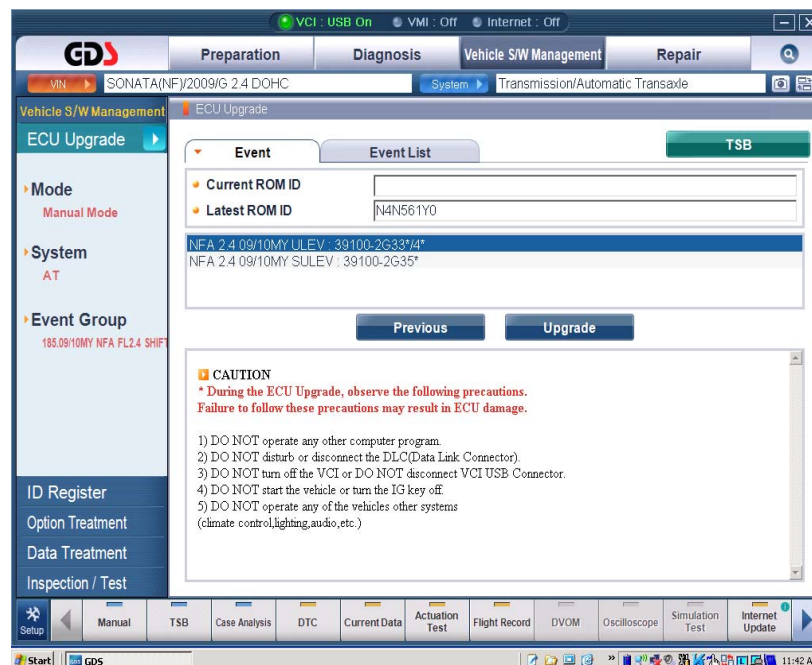 VCI : USB On VMI : Off Internet : Off
GDS Preparation Diagnosis Vehicle S/W Management Repair
VIN SONATA(NF)/2009/G 2.4 DOHC System Transmission/Automatic Transaxle
Vehicle S/W Management
ECU Upgrade
ECU Upgrade
Event Event List TSB
Mode
Manual Mode
System
AT
Event Group
185.09/10MY NFA FL2.4 SHIFT
Current ROM ID
Latest ROM ID N4N561Y0
NFA 2.4 09/10MY ULEV : 39100-2G33*/4*
NFA 2.4 09/10MY SULEV : 39100-2G35*
Previous Upgrade
CAUTION
* During the ECU Upgrade, observe the following precautions.
Failure to follow these precautions may result in ECU damage.
1) DO NOT operate any other computer program.
2) DO NOT disturb or disconnect the DLC(Data Link Connector).
3) DO NOT turn off the VCI or DO NOT disconnect VCI USB Connector.
4) DO NOT start the vehicle or turn the IG key off.
5) DO NOT operate any of the vehicles other systems
(climate control,lighting,audio,etc.)
ID Register
Option Treatment
Data Treatment
Inspection / Test
Setup Manual TSB Case Analysis DTC Current Data Actuation Test Flight Record DVOM Oscilloscope Simulation Test Internet Update
Start GDS 11:42